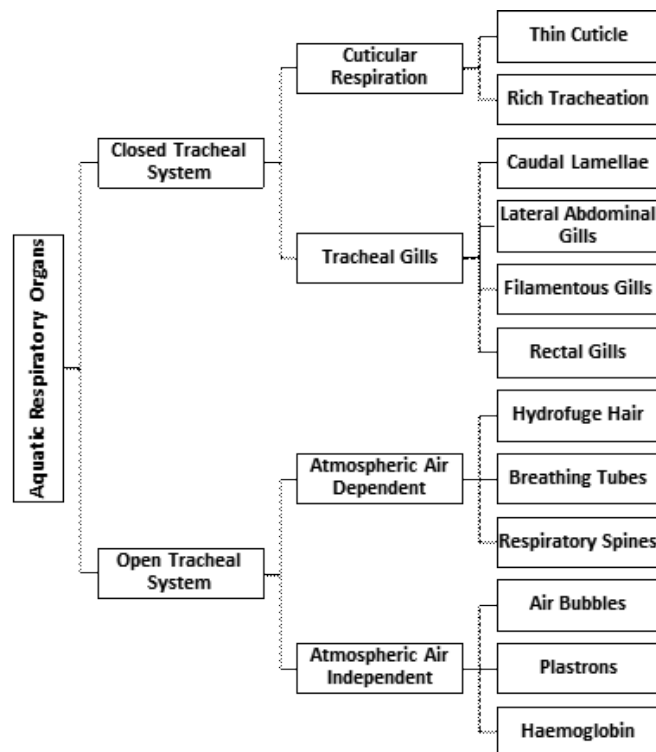 Aquatic Respiratory Organs
Closed Tracheal
System
Open Tracheal
System
Cuticular
Respiration
Tracheal Gills
Atmospheric Air
Dependent
Atmospheric Air
Independent
Thin Cuticle
Rich Tracheation
Caudal Lamellae
Lateral Abdominal
Gills
Filamentous Gills
Rectal Gills
Hydrofuge Hair
Breathing Tubes
Respiratory Spines
Air Bubbles
Plastrons
Haemoglobin